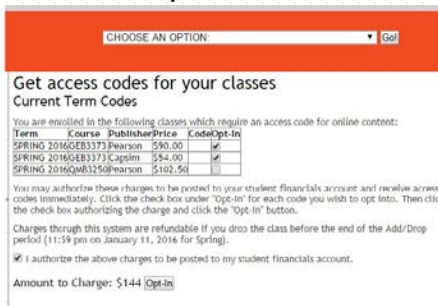 CHOOSE AN OPTION: Go!
Get access codes for your classes
Current Term Codes
You are enrolled in the following classes which require an access code for online content:
Term Course Publisher Price Code Opt-In
SPRING 2016 GEB3373 Pearson $90.00
SPRING 2016 GEB3373 Capsim $54.00
SPRING 2016 QMB3250 Pearson $102.50
You may authorize these charges to be posted to your student financials account and receive access
codes immediately. Click the check box under "Opt-In" for each code you wish to opt into. Then clic
the check box authorizing the charge and click the "Opt-In" button.
Charges thorugh this system are refundable if you drop the class before the end of the Add/Drop
period (11:59 pm on January 11, 2016 for Spring).
I authorize the above charges to be posted to my student financials account.
Amount to Charge: $144 Opt-In